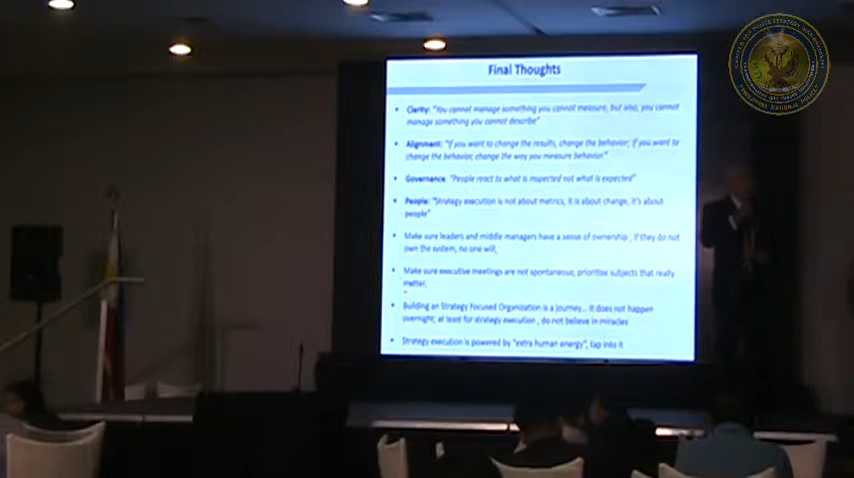 Final Thoughts
• Clarity: "You cannot manage something you cannot measure, but also, you cannot
manage something you cannot describe"
• Alignment: "If you want to change the results, change the behavior; if you want to
change the behavior, change the way you measure behavior"
• Governance: "People react to what is inspected not what is expected"
• People: "Strategy execution is not about metrics, it is about change, it's about
people"
• Make sure leaders and middle managers have a sense of ownership ; if they do not
own the system, no one will,
• Make sure executive meetings are not spontaneous; prioritise subjects that really
matter.
• Building an Strategy Focused Organization is a journey... It does not happen
overnight; at least for strategy execution , do not believe in miracles
• Strategy execution is powered by "extra human energy", tap into it
PHILIPPINE NATIONAL POLICE